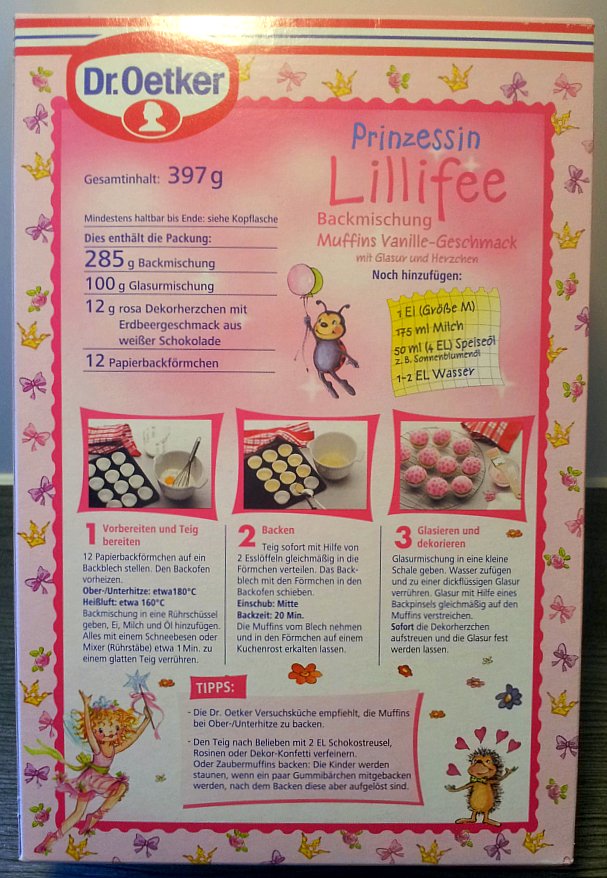 Dr.Oetker
Prinzessin
Lillifee
Backmischung
Muffins Vanille-Geschmack
mit Glasur und Herzchen
Gesamtinhalt: 397 g
Mindestens haltbar bis Ende: siehe Kopflasche
Dies enthält die Packung:
285 g Backmischung
100 g Glasurmischung
12 g rosa Dekorherzchen mit
Erdbeergeschmack aus
weißer Schokolade
12 Papierbackförmchen
Noch hinzufügen:
1 Ei (Größe M)
175 ml Milch
50 ml (4 EL) Speiseöl
z. B. Sonnenblumenöl
1-2 EL Wasser
1 Vorbereiten und Teig
bereiten
12 Papierbackförmchen auf ein
Backblech stellen. Den Backofen
vorheizen.
Ober-/Unterhitze: etwa180°C
Heißluft: etwa 160°C
Backmischung in eine Rührschüssel
geben, Ei, Milch und Öl hinzufügen.
Alles mit einem Schneebesen oder
Mixer (Rührstäbe) etwa 1 Min. zu
einem glatten Teig verrühren.
2 Backen
Teig sofort mit Hilfe von
2 Esslöffeln gleichmäßig in die
Förmchen verteilen. Das Back-
blech mit den Förmchen in den
Backofen schieben.
Einschub: Mitte
Backzeit: 20 Min.
Die Muffins vom Blech nehmen
und in den Förmchen auf einem
Kuchenrost erkalten lassen.
3 Glasieren und
dekorieren
Glasurmischung in eine kleine
Schale geben. Wasser zufügen
und zu einer dickflüssigen Glasur
verrühren. Glasur mit Hilfe eines
Backpinsels gleichmäßig auf den
Muffins verstreichen.
Sofort die Dekorherzchen
aufstreuen und die Glasur fest
werden lassen.
TIPPS:
- Die Dr. Oetker Versuchsküche empfiehlt, die Muffins
bei Ober-/Unterhitze zu backen.
- Den Teig nach Belieben mit 2 EL Schokostreusel,
Rosinen oder Dekor-Konfetti verfeinern.
Oder Zaubermuffins backen: Die Kinder werden
staunen, wenn ein paar Gummibärchen mitgebacken
werden, nach dem Backen diese aber aufgelöst sind.